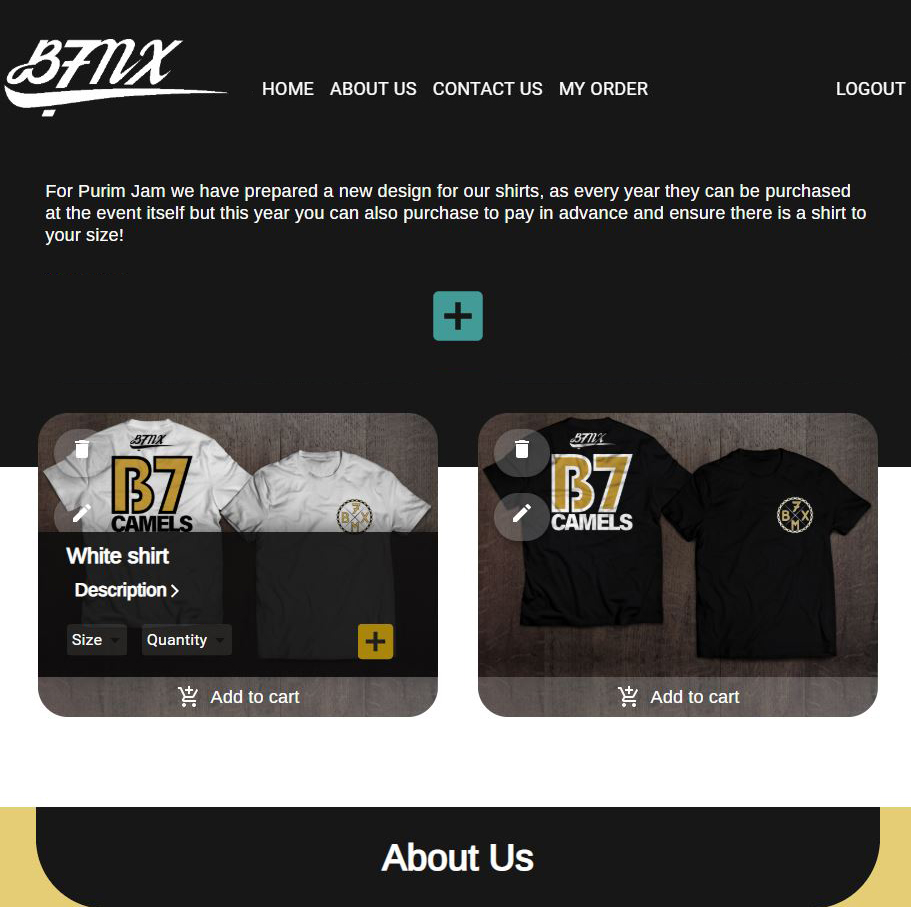 B7NX
HOME ABOUT US CONTACT US MY ORDER LOGOUT
For Purim Jam we have prepared a new design for our shirts, as every year they can be purchased
at the event itself but this year you can also purchase to pay in advance and ensure there is a shirt to
your size!
B7NX
B7
CAMELS
7
B X
M
White shirt
Description
Size Quantity
Add to cart
B7NX
B7
CAMELS
7
B X
M
Add to cart
About Us